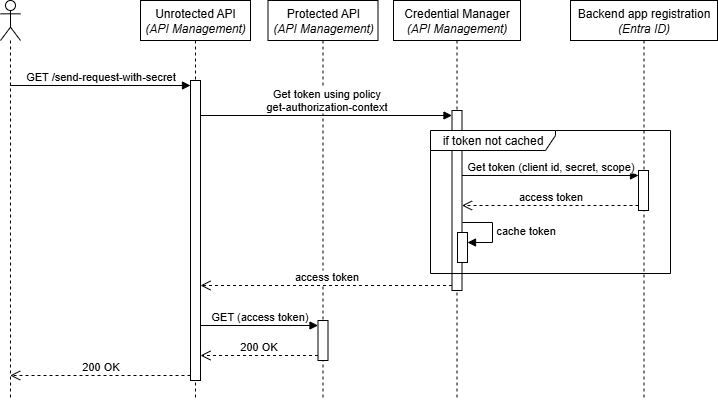 Unrotected API
(API Management)
Protected API
(API Management)
Credential Manager
(API Management)
Backend app registration
(Entra ID)
GET /send-request-with-secret
Get token using policy
get-authorization-context
if token not cached
Get token (client id, secret, scope)
access token
cache token
access token
GET (access token)
200 OK
200 OK